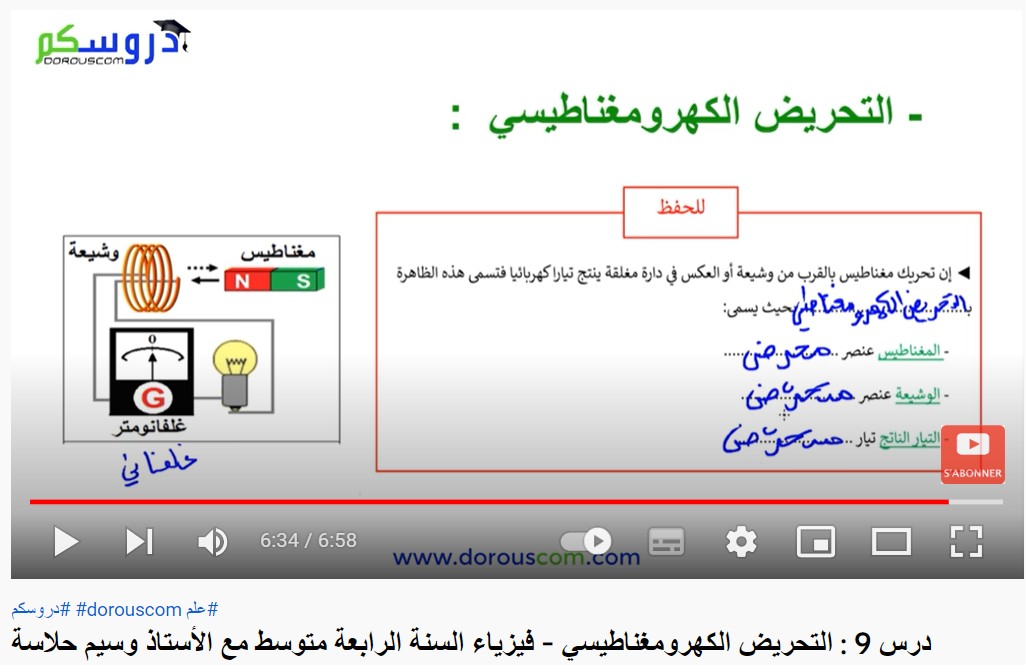 دروسكم
DOROUSCOM
- التحريض الكهرومغناطيسي :
للحفظ
◄ إن تحريك مغناطيس بالقرب من وشيعة أو العكس في دارة مغلقة ينتج تيارا كهربائيا فتسمى هذه الظاهرة
بالتحريض الكهرومغناطيسي بحيث يسمى:
- المغناطيس عنصر .. محرض ......
- الوشيعة عنصر متحرض
- التيار الناتج تيار .. متحرض
وشيعة مغناطيس
N S
0
G
غلفانومتر
غلفاني
S'ABONNER
6:34 / 6:58
www.dorouscom.com
#علم #dorouscom #دروسكم
درس 9 : التحريض الكهرومغناطيسي - فيزياء السنة الرابعة متوسط مع الأستاذ وسيم حلاسة